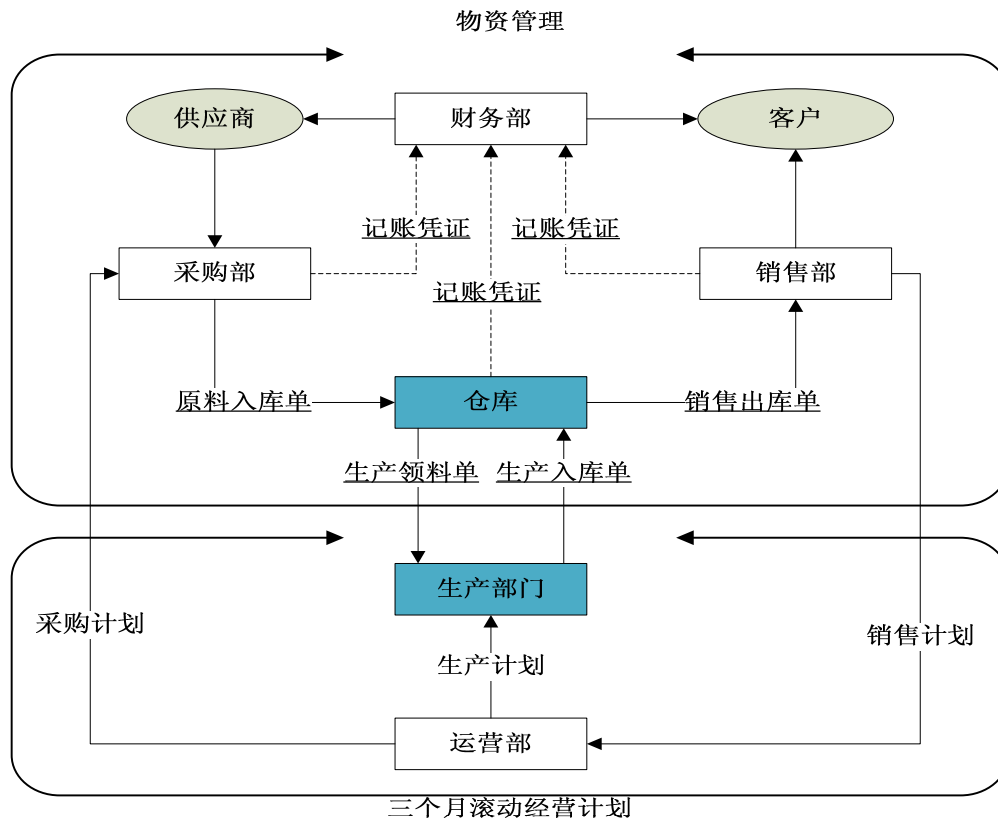 物资管理
供应商
财务部
客户
记账凭证
记账凭证
采购部
销售部
记账凭证
原料入库单
仓库
销售出库单
生产领料单
生产入库单
生产部门
采购计划
销售计划
生产计划
运营部
三个月滚动经营计划